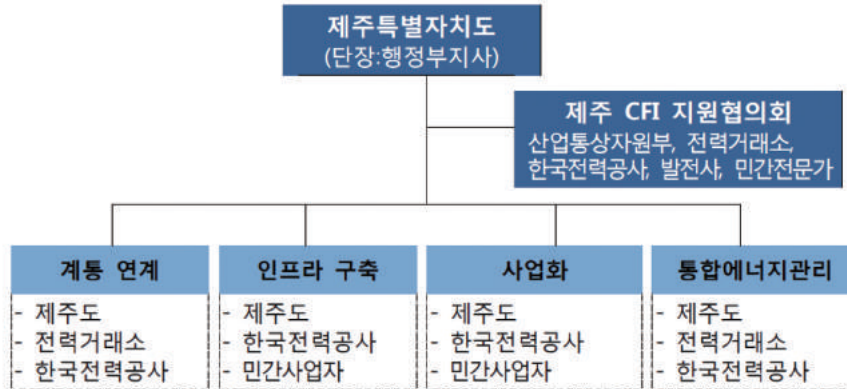 제주특별자치도
(단장:행정부지사)
제주 CFI 지원협의회
산업통상자원부, 전력거래소,
한국전력공사, 발전사, 민간전문가
계통 연계
- 제주도
- 전력거래소
- 한국전력공사
인프라 구축
- 제주도
- 한국전력공사
- 민간사업자
사업화
- 제주도
- 한국전력공사
- 민간사업자
통합에너지관리
- 제주도
- 전력거래소
- 한국전력공사